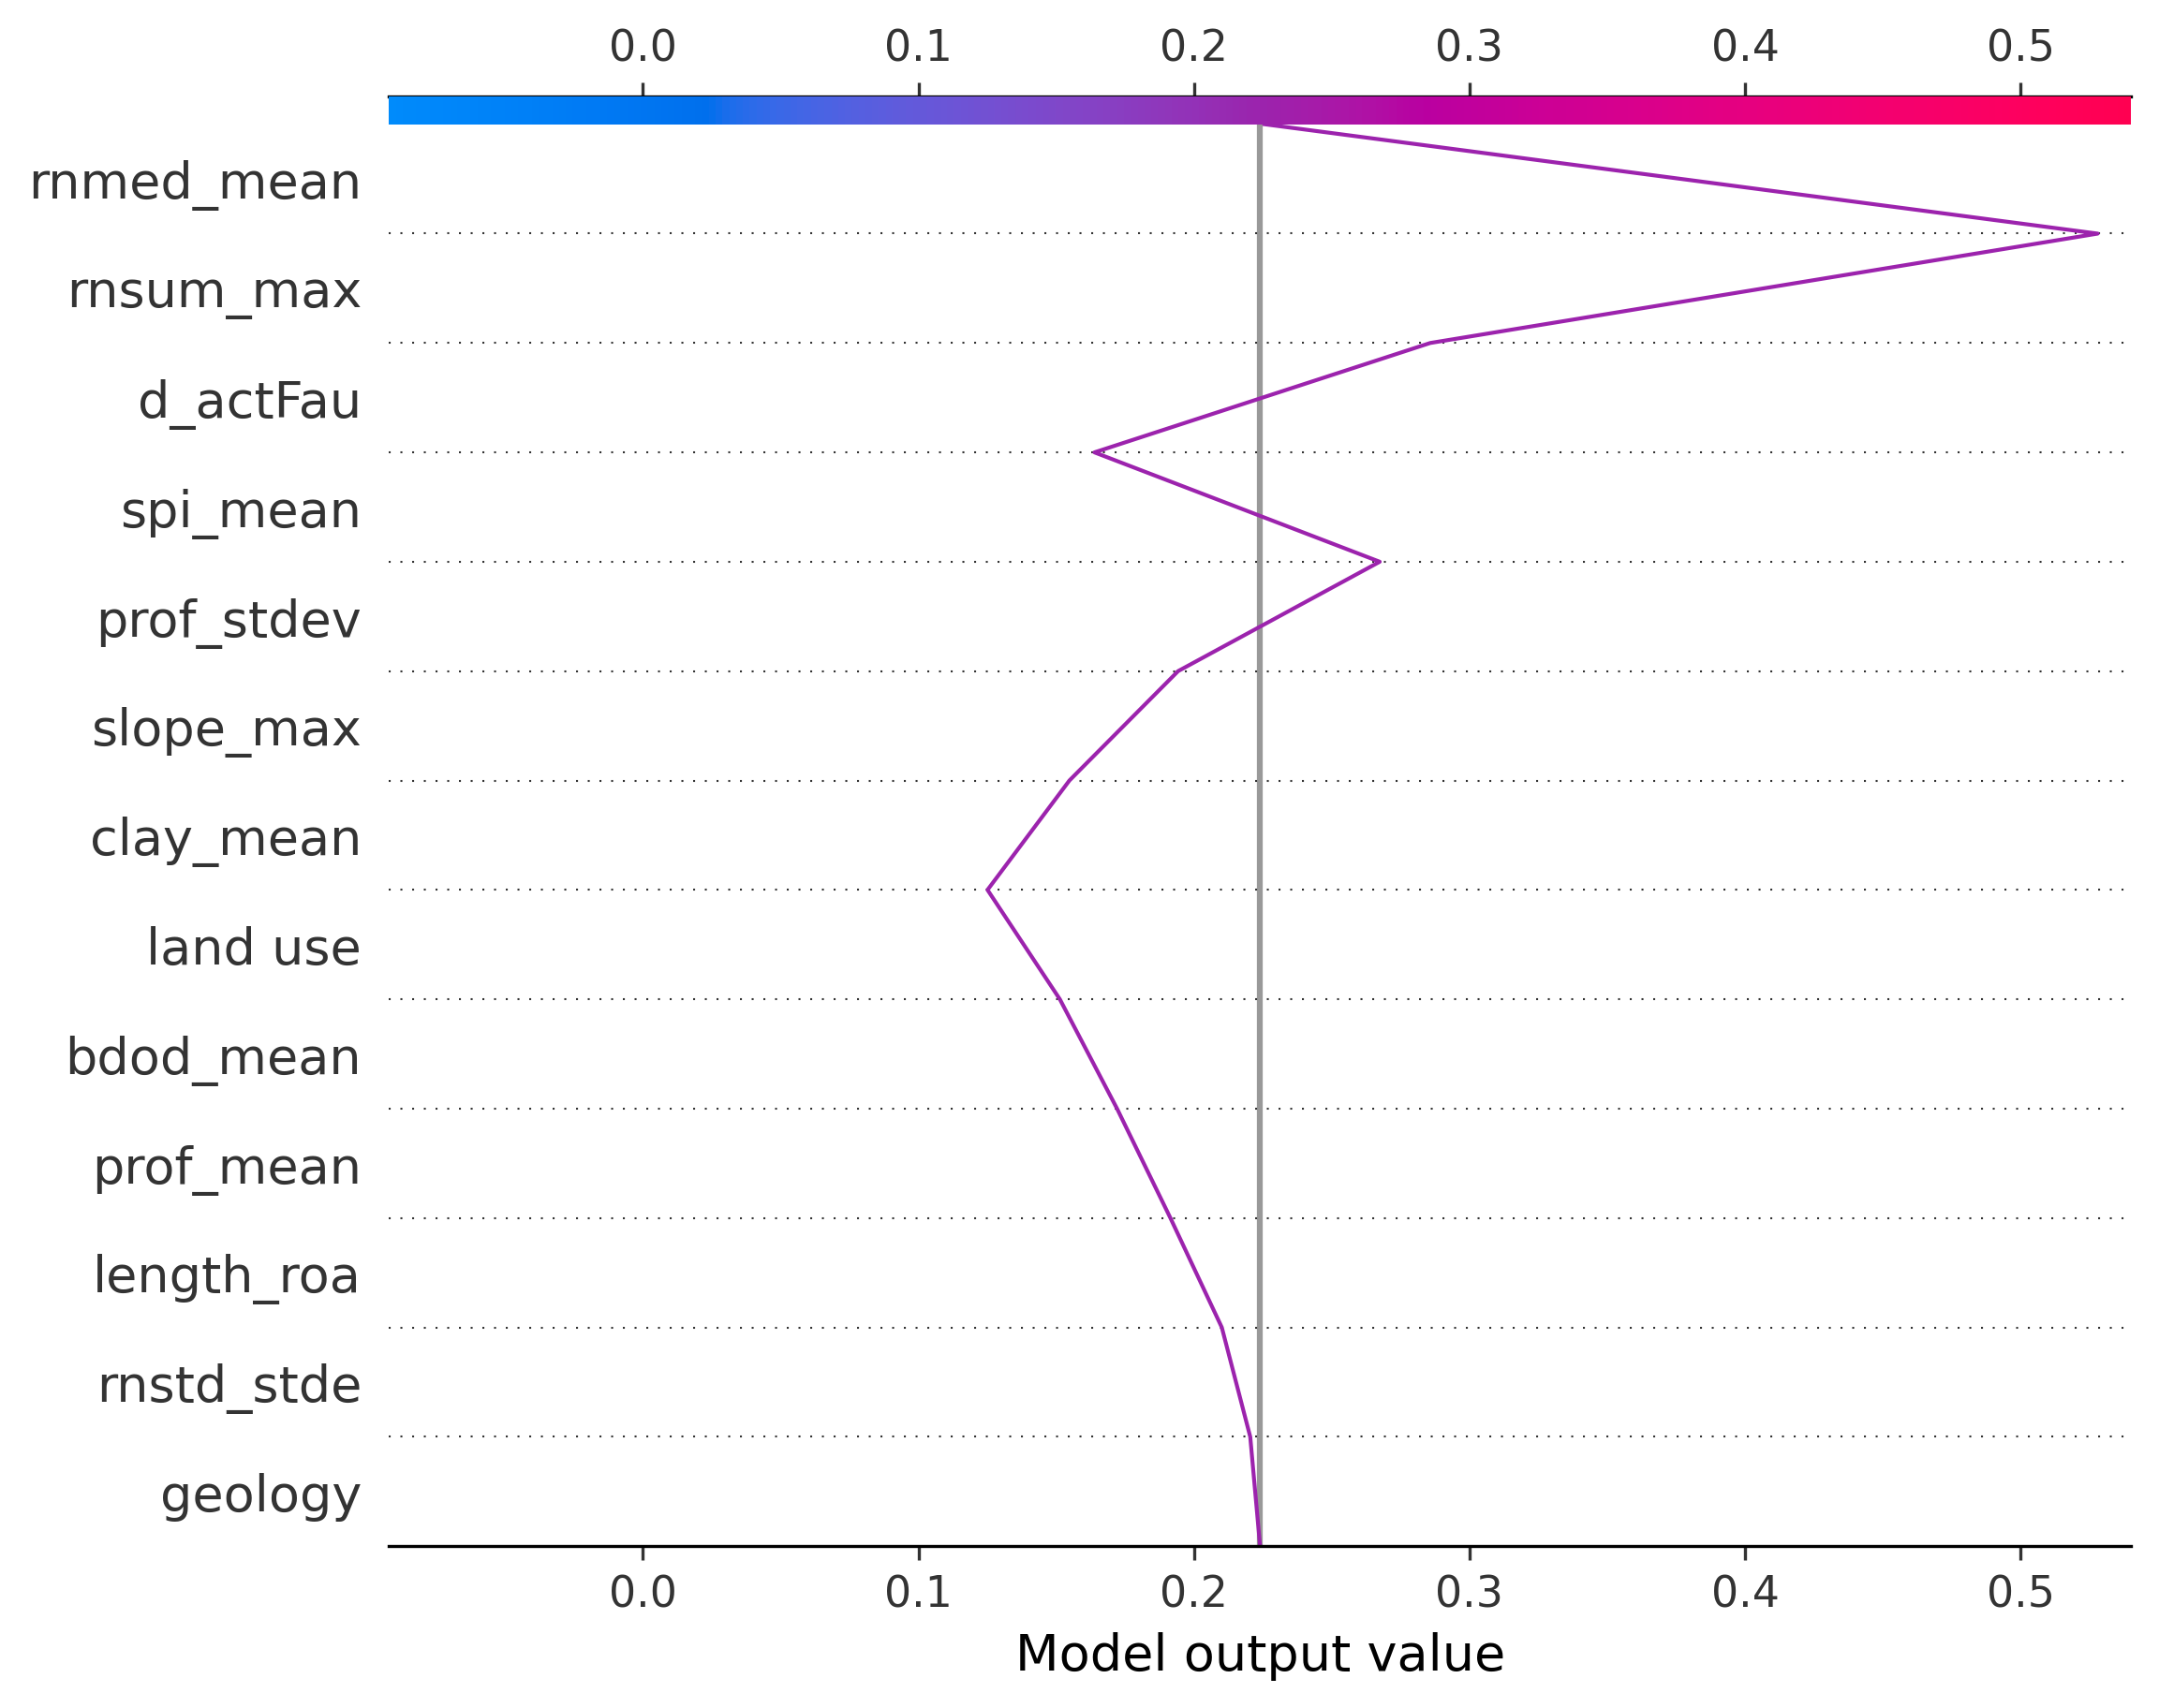 0.0 0.1 0.2 0.3 0.4 0.5
rnmed_mean
rnsum_max
d_actFau
spi_mean
prof_stdev
slope_max
clay_mean
land use
bdod_mean
prof_mean
length_roa
rnstd_stde
geology
0.0 0.1 0.2 0.3 0.4 0.5
Model output value